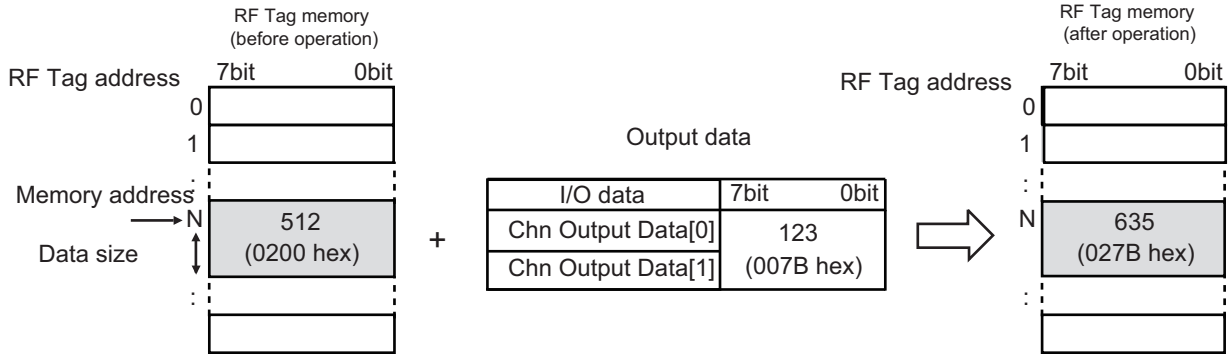 RF Tag memory
(before operation)
RF Tag address
7bit 0bit
0
1
:
Memory address
N
Data size
512
(0200 hex)
:
+
Output data
I/O data 7bit 0bit
Chn Output Data[0]
Chn Output Data[1]
123
(007B hex)
RF Tag memory
(after operation)
RF Tag address
7bit 0bit
0
1
:
N
635
(027B hex)
: